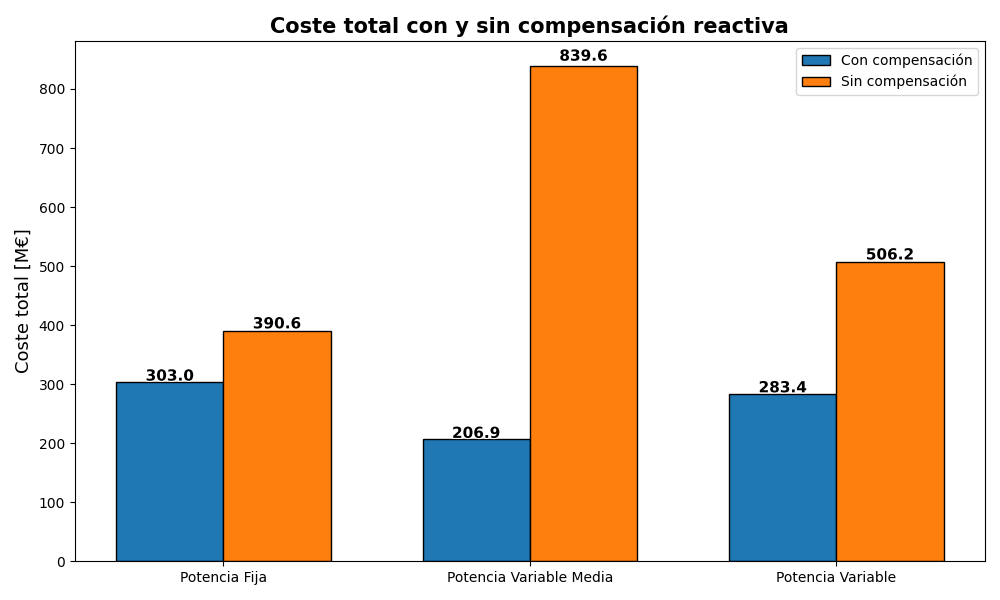 Coste total con y sin compensación reactiva
Con compensación
Sin compensación
Coste total [M€]
800
700
600
500
400
300
200
100
0
303.0
390.6
206.9
839.6
283.4
506.2
Potencia Fija
Potencia Variable Media
Potencia Variable